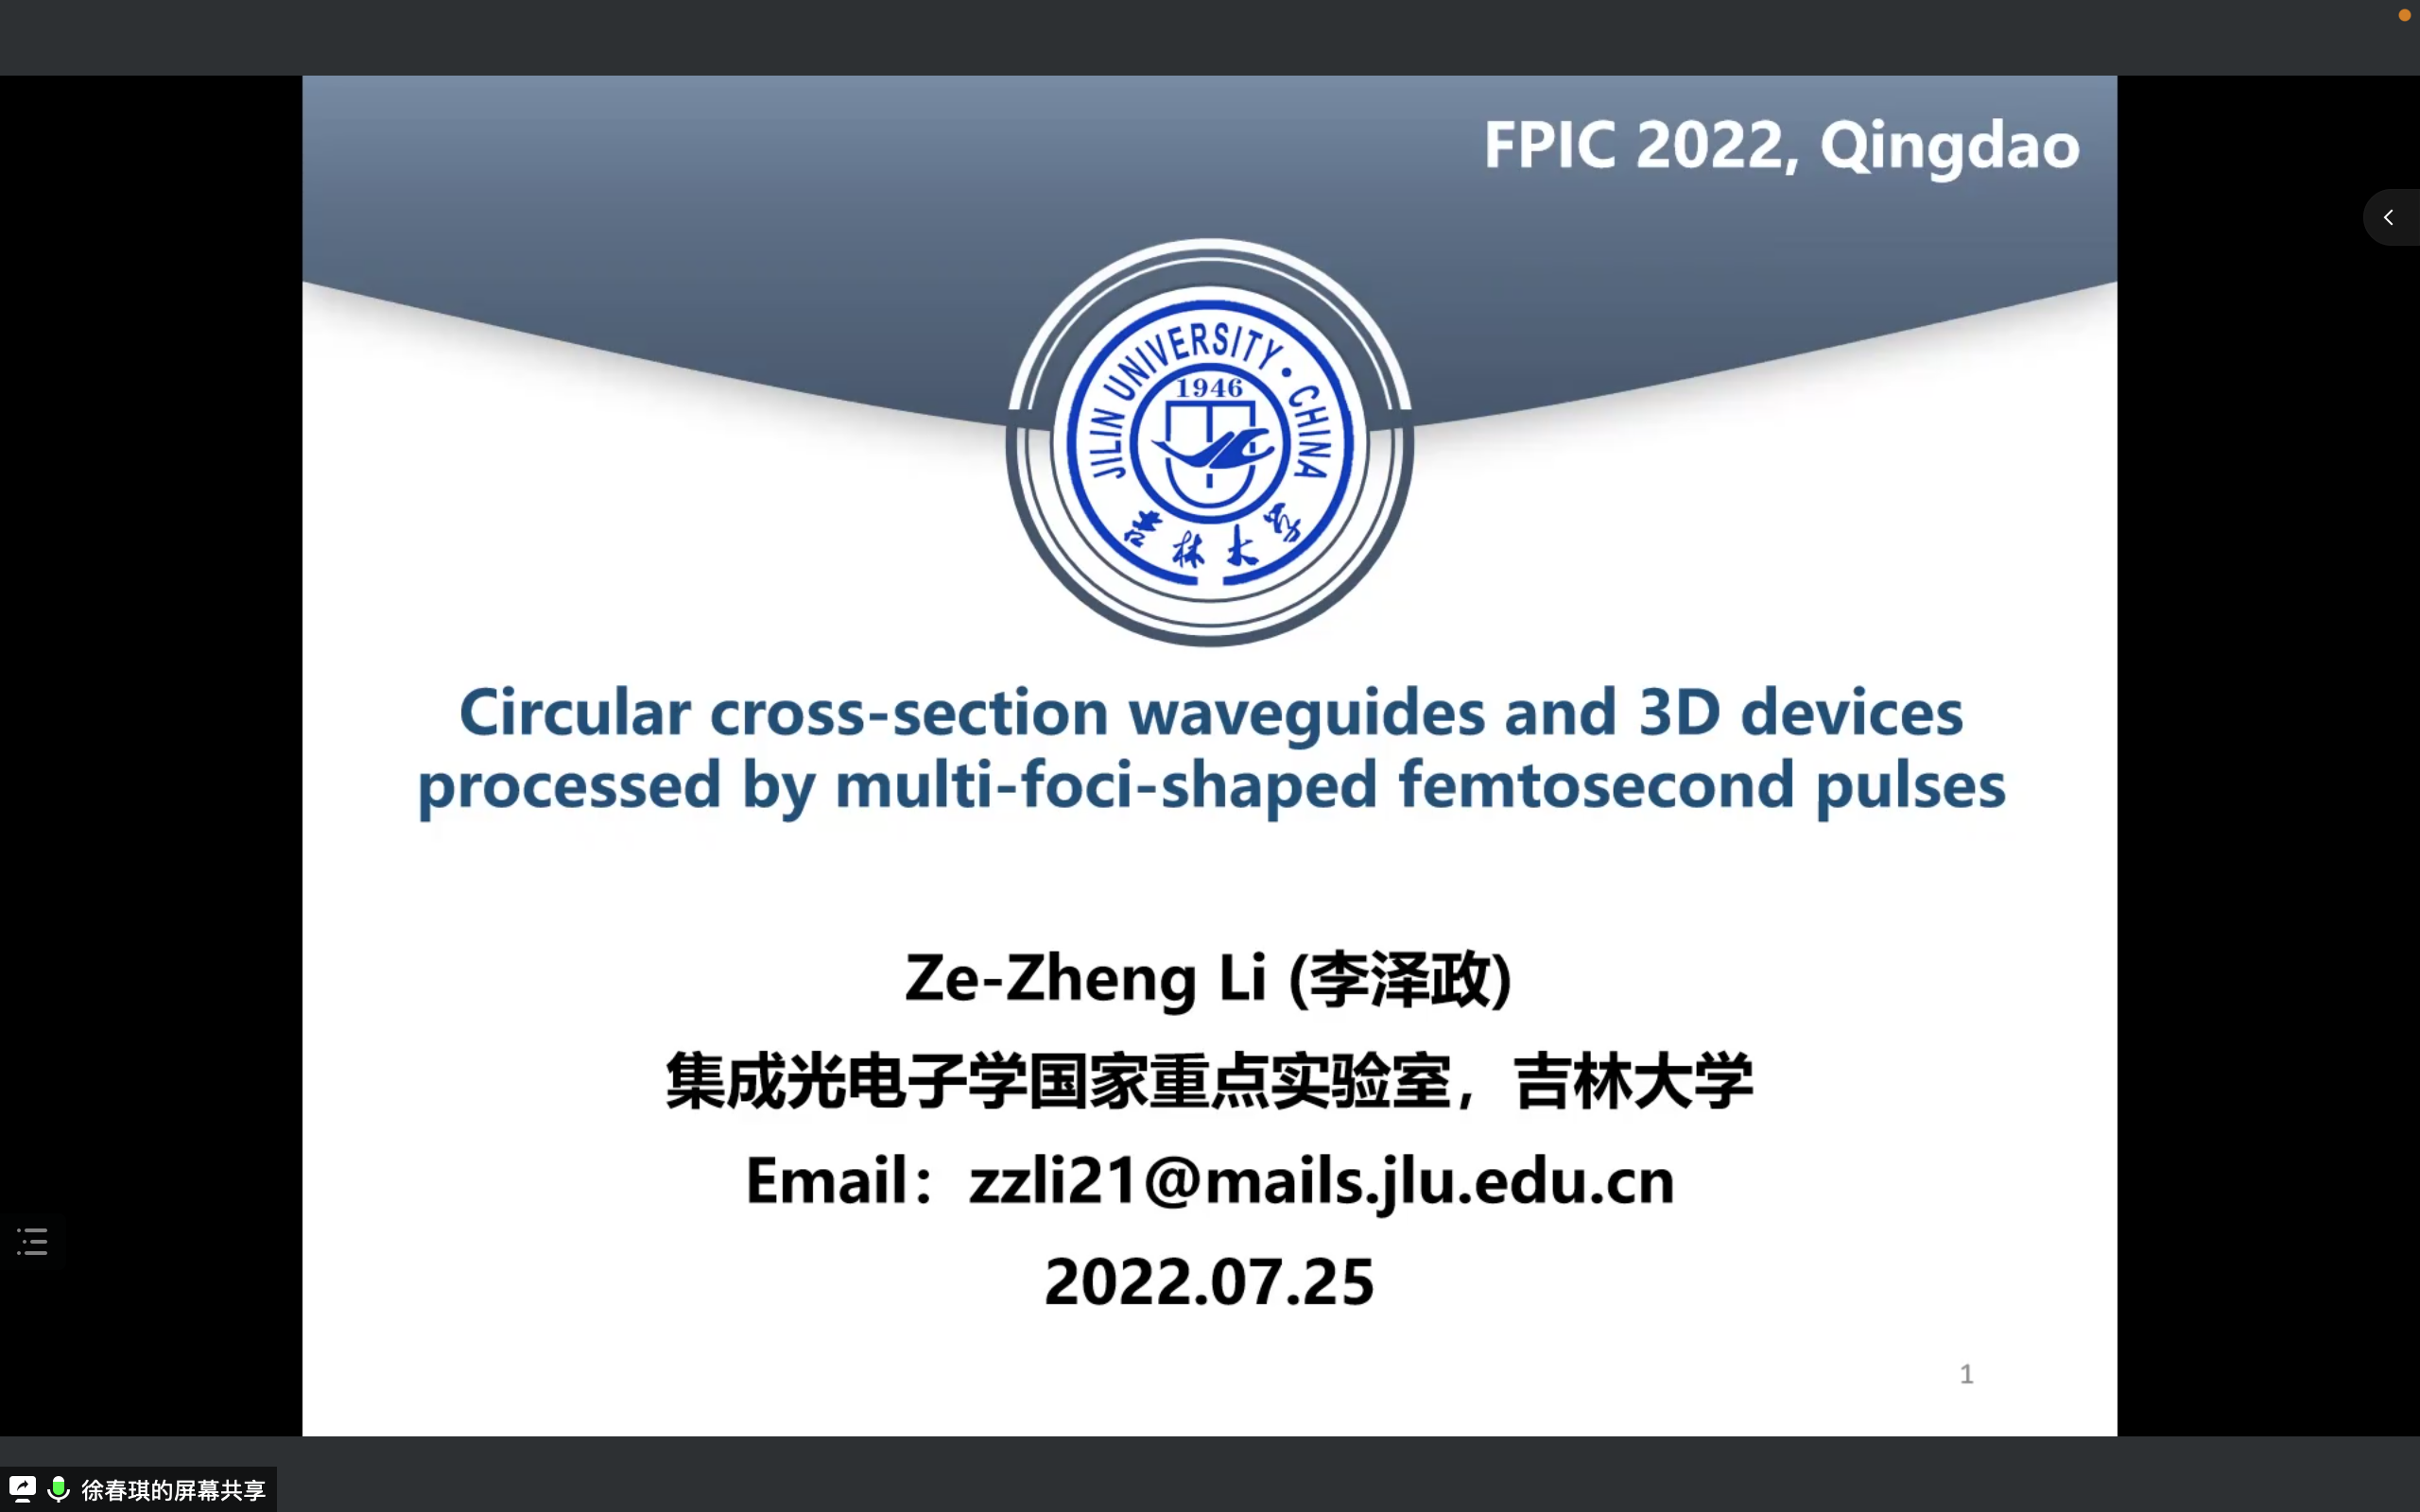 FPIC 2022, Qingdao
JILIN UNIVERSITY • CHINA
1946
吉林大学
Circular cross-section waveguides and 3D devices
processed by multi-foci-shaped femtosecond pulses
Ze-Zheng Li (李泽政)
集成光电子学国家重点实验室，吉林大学
Email：zzli21@mails.jlu.edu.cn
2022.07.25
1
徐春琪的屏幕共享